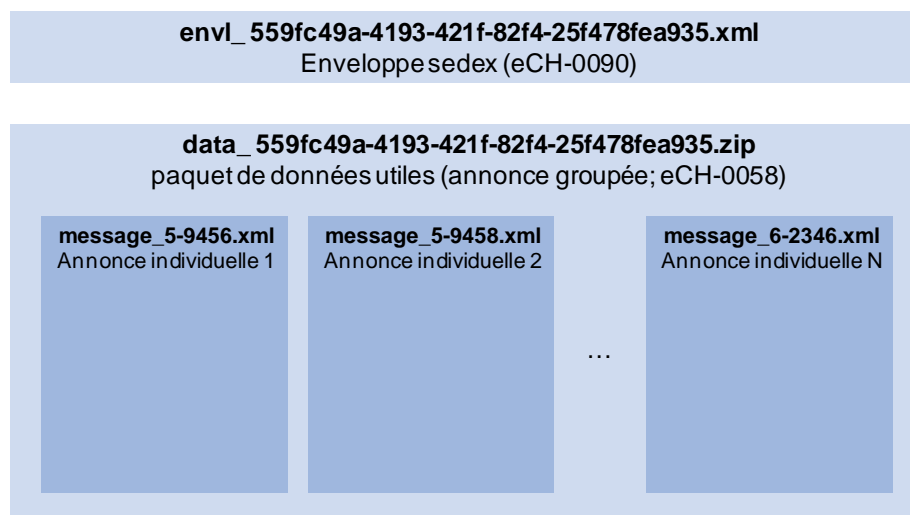 envl_ 559fc49a-4193-421f-82f4-25f478fea935.xml
Enveloppe sedex (eCH-0090)
data_ 559fc49a-4193-421f-82f4-25f478fea935.zip
paquet de données utiles (annonce groupée; eCH-0058)
message_5-9456.xml
Annonce individuelle 1
message_5-9458.xml
Annonce individuelle 2
…
message_6-2346.xml
Annonce individuelle N